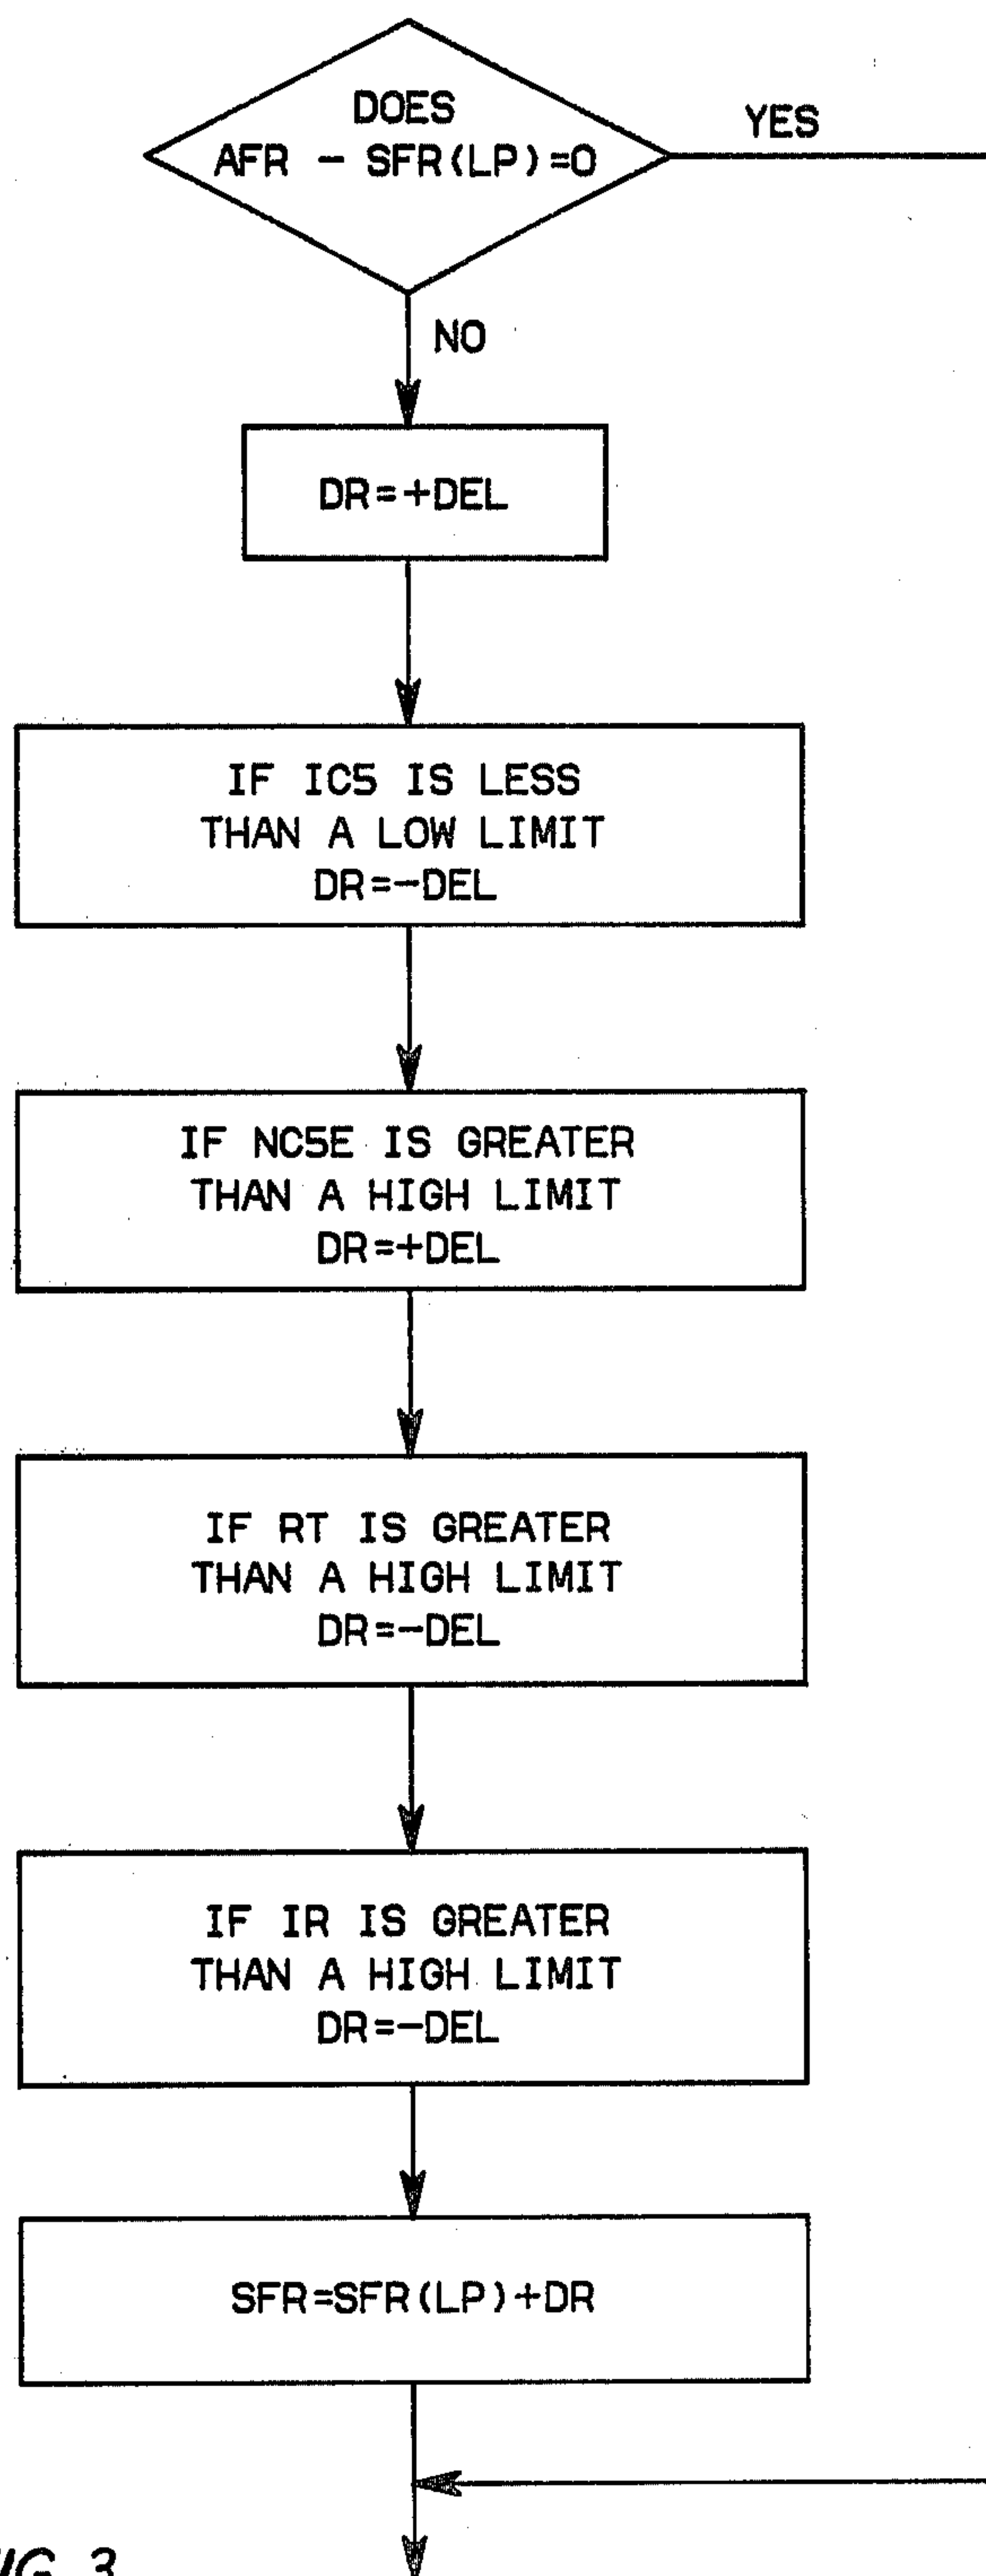 DOES
AFR - SFR(LP)=0
YES
NO
DR=+DEL
IF IC5 IS LESS
THAN A LOW LIMIT
DR=-DEL
IF NC5E IS GREATER
THAN A HIGH LIMIT
DR=+DEL
IF RT IS GREATER
THAN A HIGH LIMIT
DR=-DEL
IF IR IS GREATER
THAN A HIGH LIMIT
DR=-DEL
SFR=SFR(LP)+DR
IG. 3